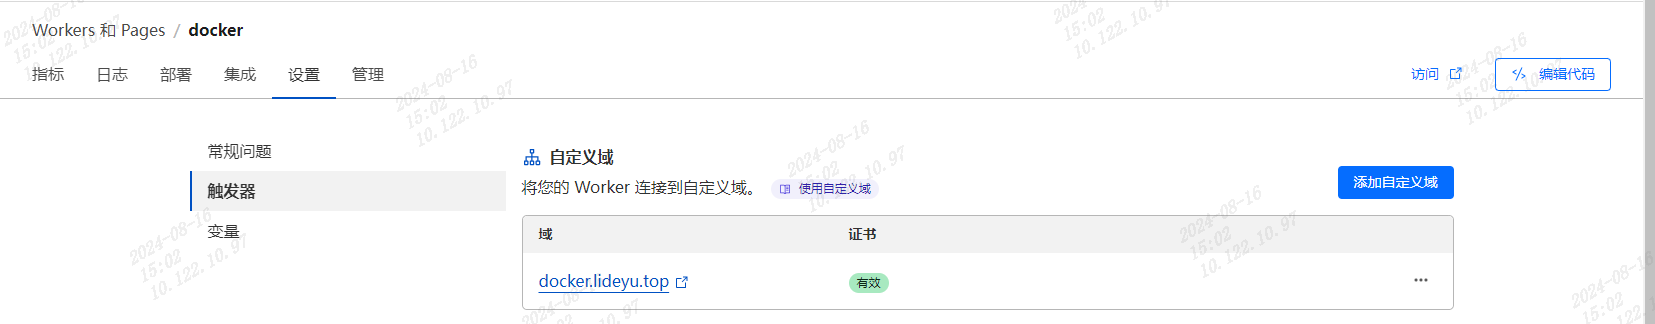 Workers 和 Pages / docker
指标 日志 部署 集成 设置 管理 访问 编辑代码
常规问题
触发器
变量
自定义域
将您的 Worker 连接到自定义域。 使用自定义域
添加自定义域
域 证书
docker.lideyu.top 有效
2024-08-16
15:02
10.122.10.97